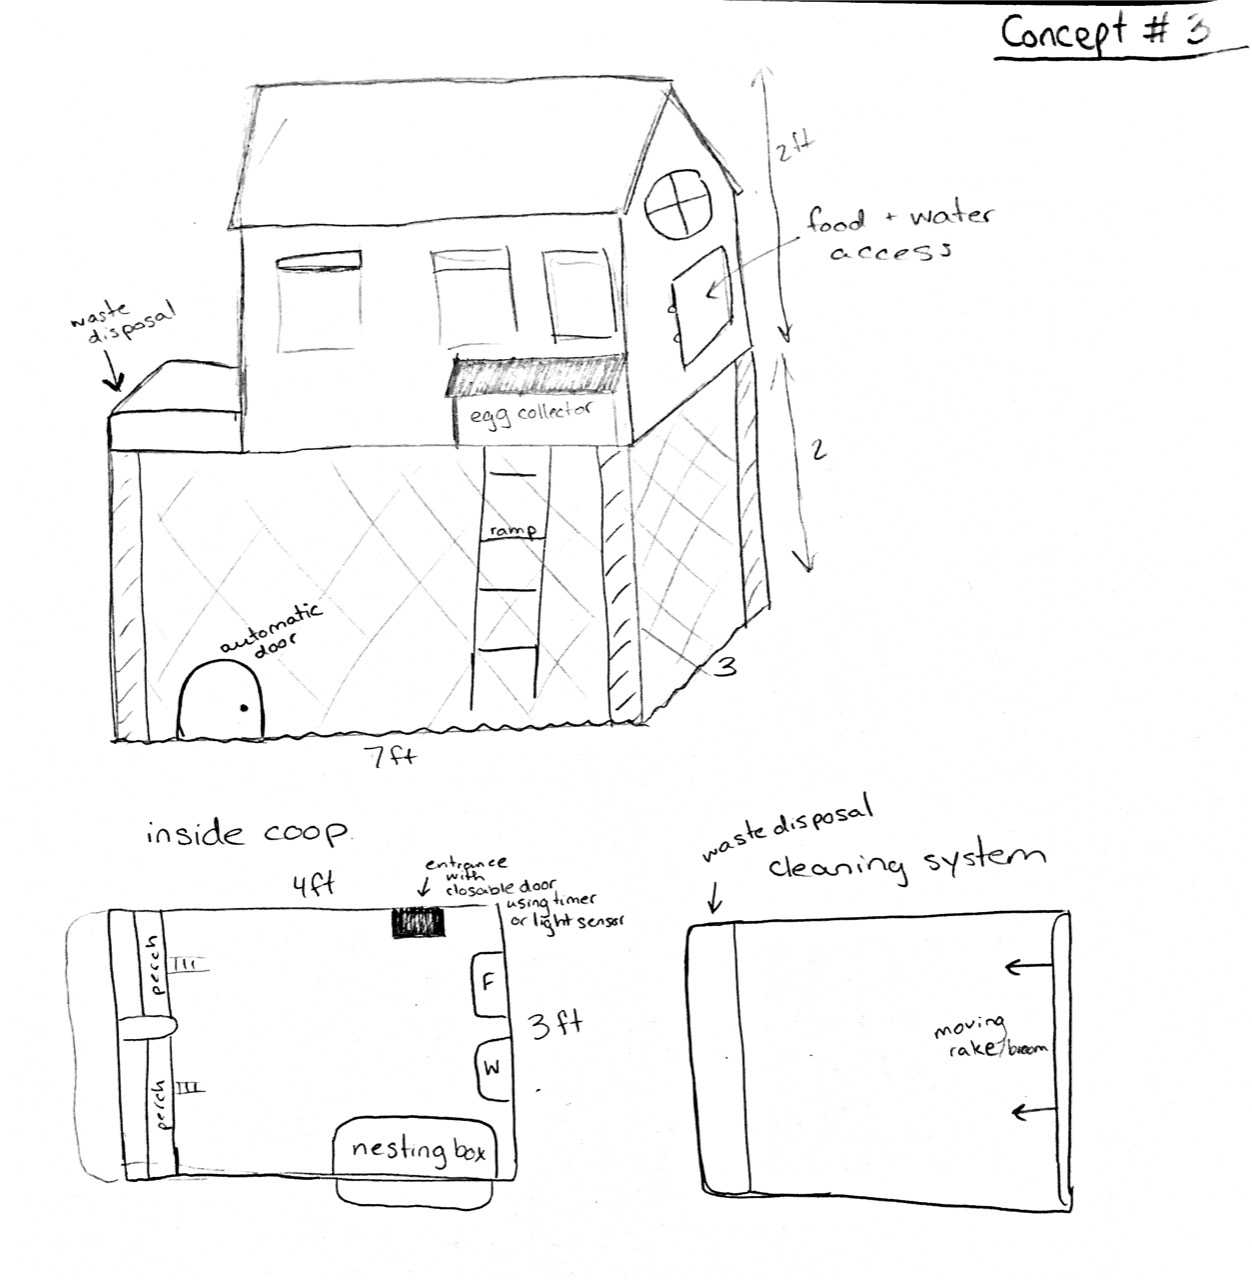 Concept # 3
2 ft
food + water
access
waste
disposal
egg collector
2
ramp
automatic
door
3
7ft
inside coop
waste disposal
cleaning system
4ft
entrance
with
closable door
using timer
or light sensor
perch
F
3 ft
W
perch
nesting box
moving
rake/broom